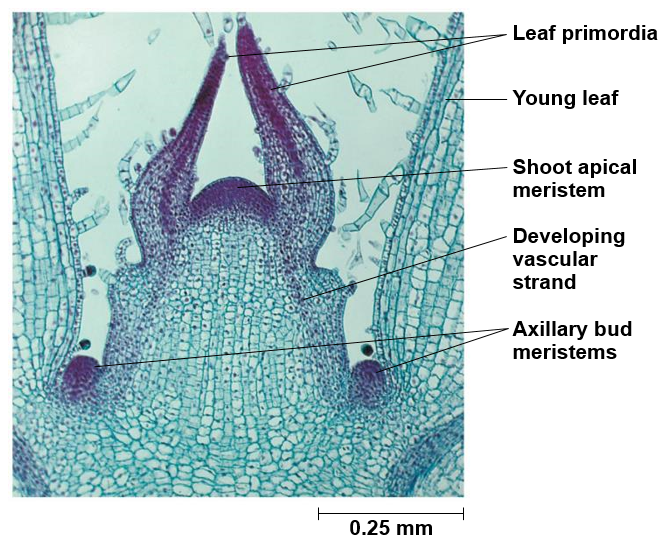 Leaf primordia
Young leaf
Shoot apical
meristem
Developing
vascular
strand
Axillary bud
meristems
0.25 mm